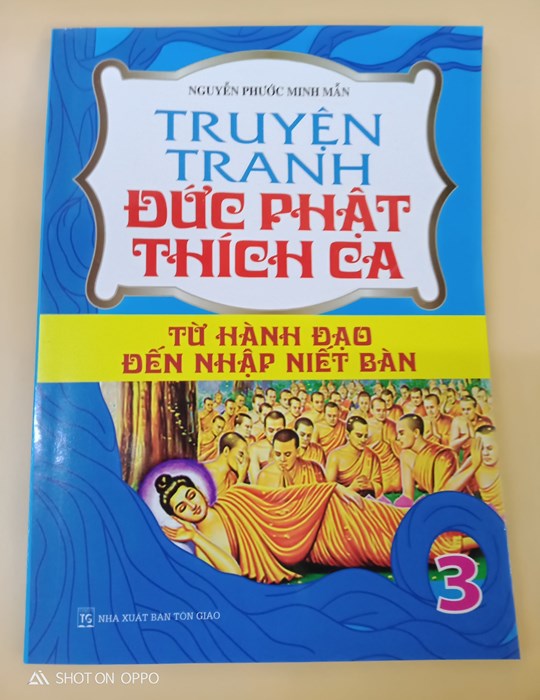 NGUYỄN PHƯỚC MINH MẪN
TRUYỆN
TRANH
ĐỨC PHẬT
THÍCH CA
TỪ HÀNH ĐẠO
ĐẾN NHẬP NIẾT BÀN
3
TG NHÀ XUẤT BẢN TÔN GIÁO
SHOT ON OPPO